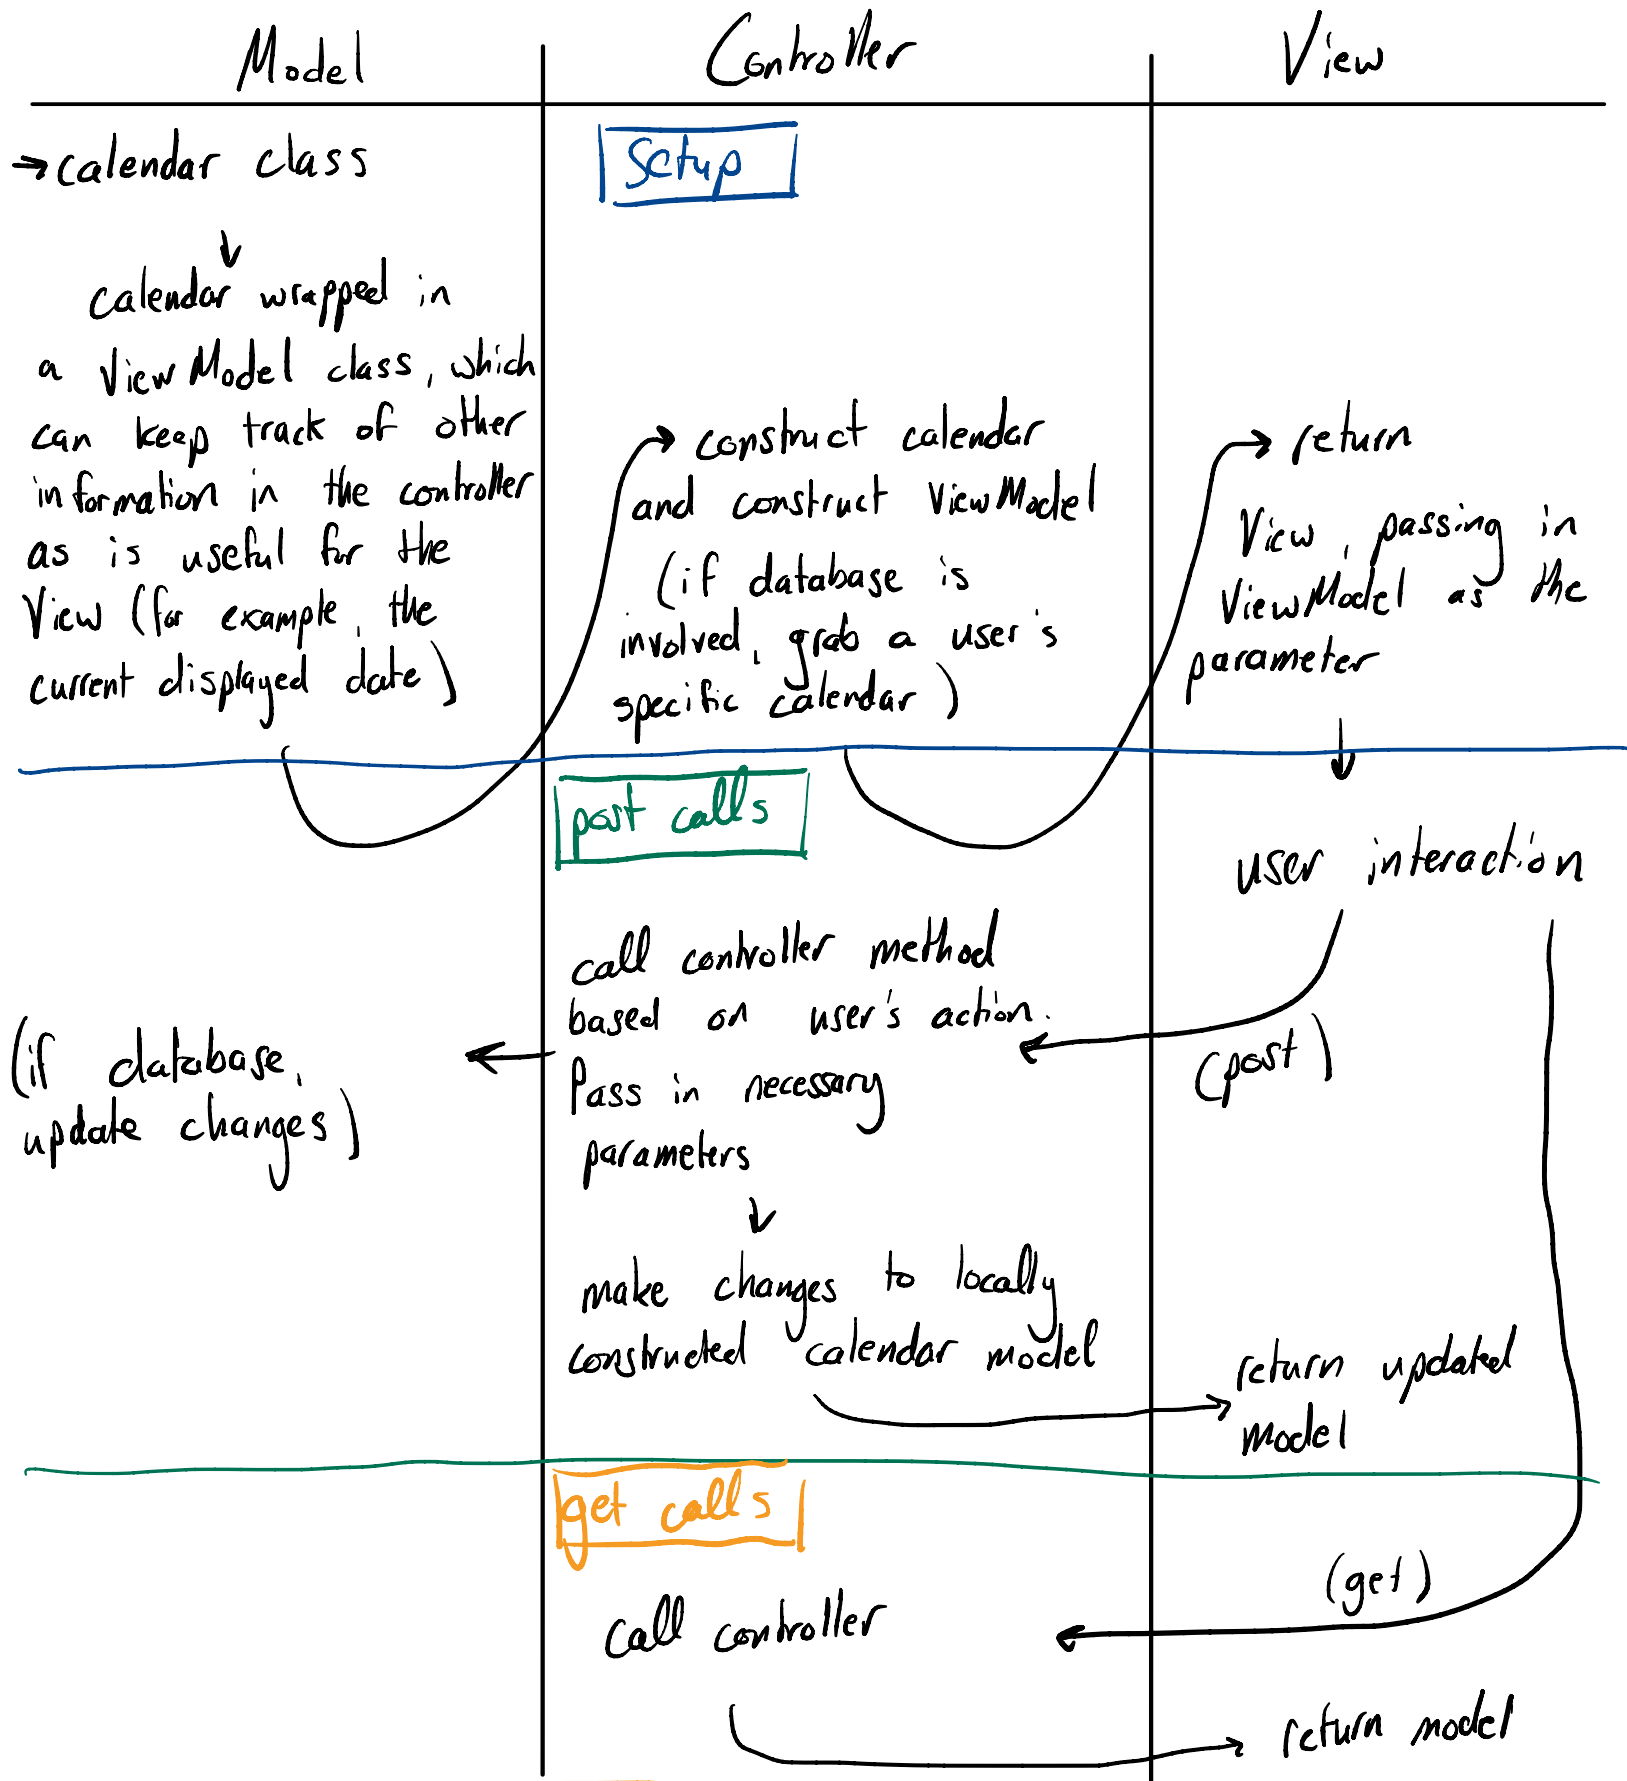 Model
Controller
View
→ calendar class
↓
calendar wrapped in
a ViewModel class, which
can keep track of other
information in the controller
as is useful for the
View (for example, the
current displayed date)
Setup
construct calendar
and construct ViewModel
(if database is
involved, grab a user's
specific calendar)
return
View, passing in
ViewModel as the
parameter
user interaction
post calls
(post)
call controller method
based on user's action.
Pass in necessary
parameters
(if database,
update changes)
make changes to locally
constructed calendar model
return updated
model
get calls
(get)
call controller
return model